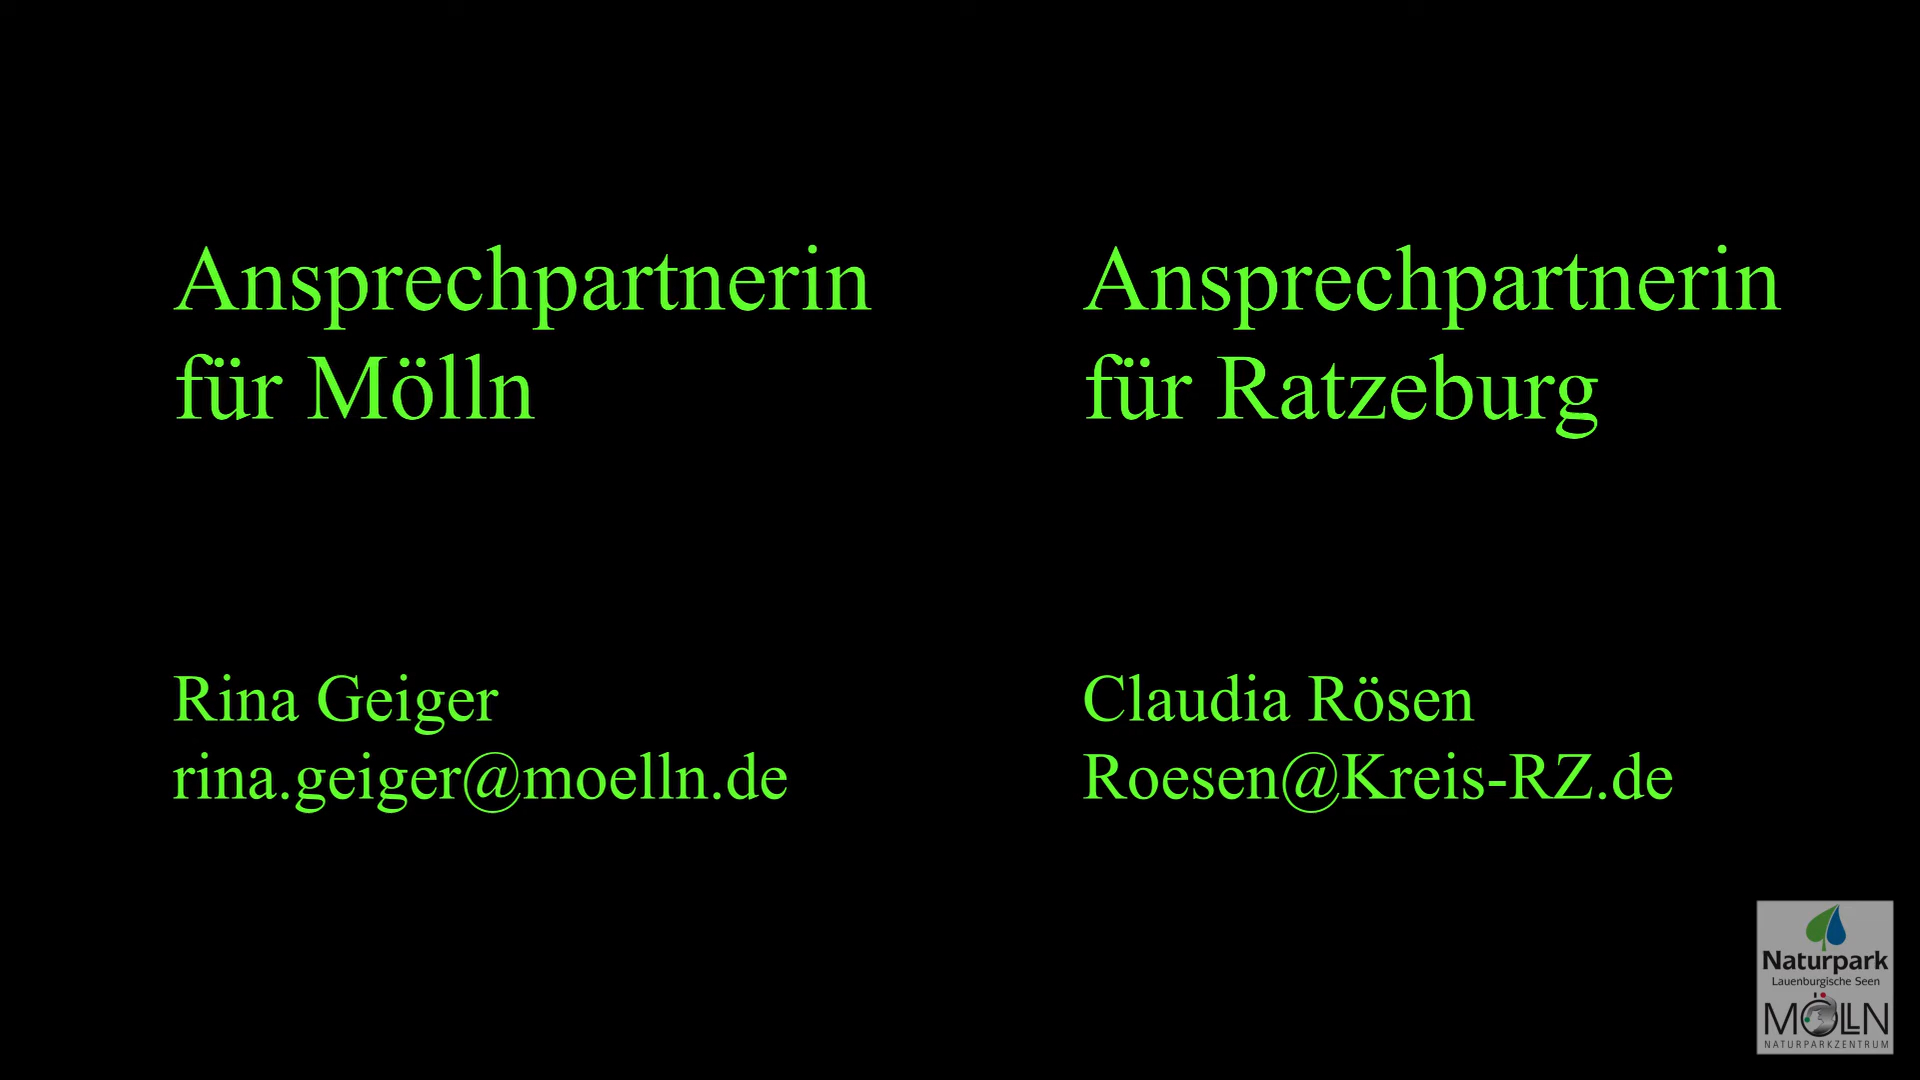 Ansprechpartnerin
für Mölln
Rina Geiger
rina.geiger@moelln.de
Ansprechpartnerin
für Ratzeburg
Claudia Rösen
Roesen@Kreis-RZ.de
Naturpark
Lauenburgische Seen
MÖLLN
NATURPARKZENTRUM